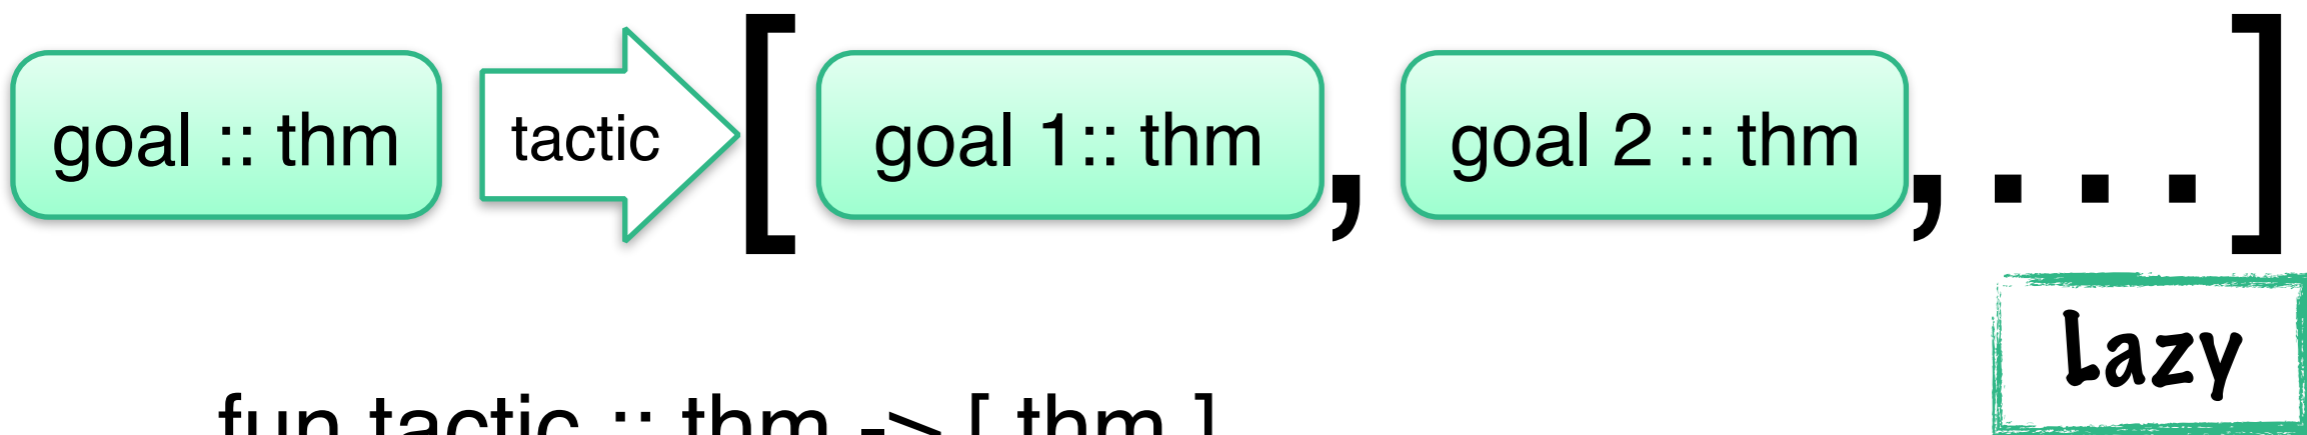 goal :: thm tactic [ goal 1:: thm , goal 2 :: thm , . . . ]
Lazy
fun tactic :: thm -> [ thm ]